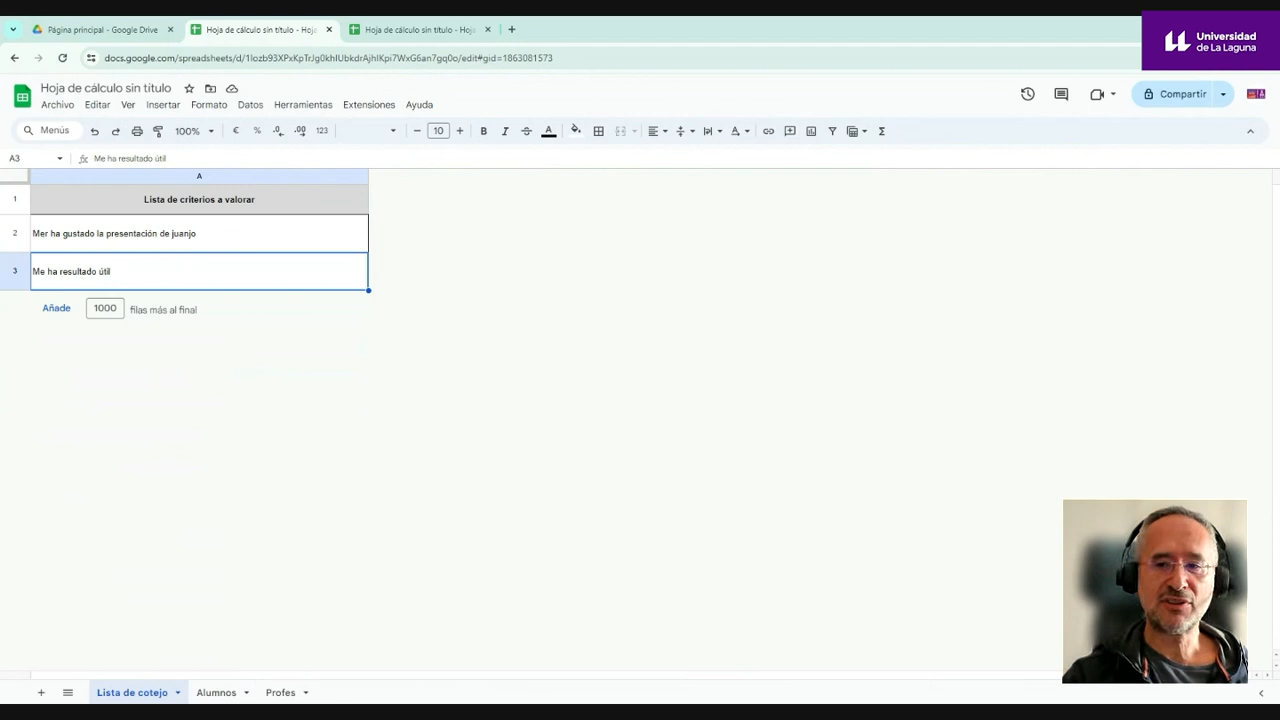 Página principal - Google Drive
Hoja de cálculo sin título - Hoj
Hoja de cálculo sin título - Hoj
docs.google.com/spreadsheets/d/1lozb93XPxKpTrJg0khlUbkdrAjhIKpi7WxG6an7gq0o/edit#gid=1863081573
Universidad
de La Laguna
Hoja de cálculo sin título
Archivo Editar Ver Insertar Formato Datos Herramientas Extensiones Ayuda
Compartir
Menús 100% € % .0 .00 123 10
A3 Me ha resultado útil
A
1 Lista de criterios a valorar
2 Mer ha gustado la presentación de juanjo
3 Me ha resultado útil
Añade 1000 filas más al final
Lista de cotejo Alumnos Profes